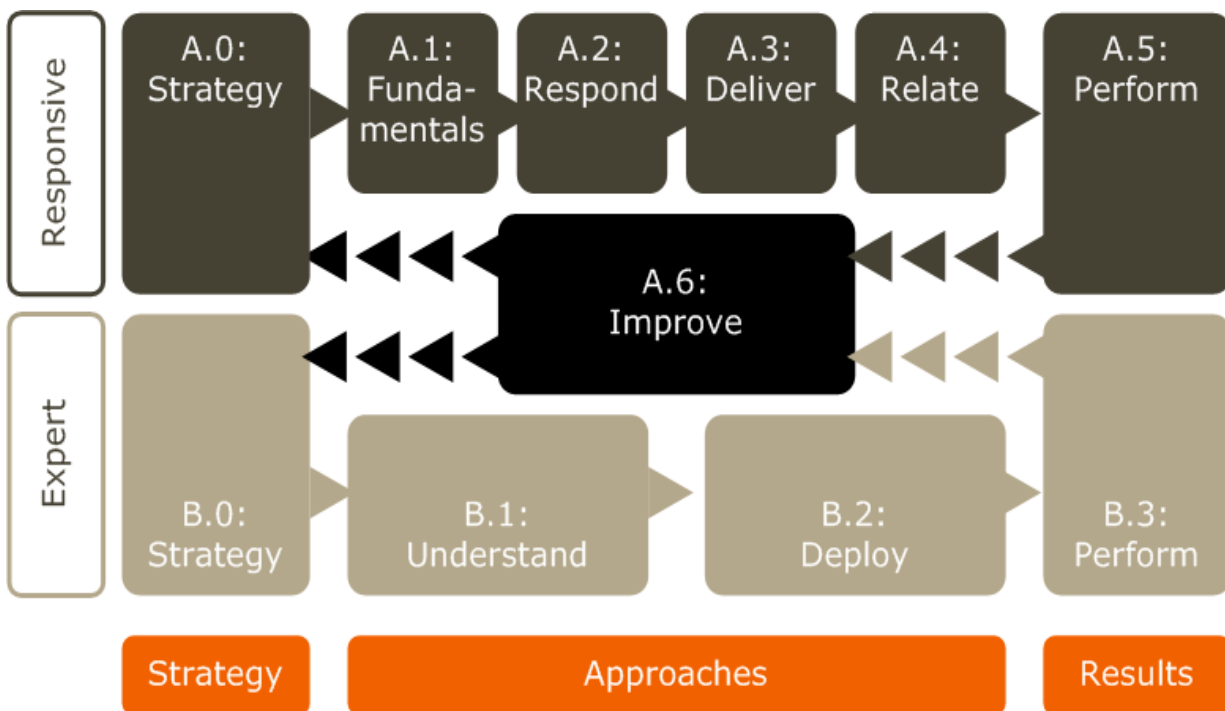 Responsive
A.0:
Strategy
A.1:
Funda-
mentals
A.2:
Respond
A.3:
Deliver
A.4:
Relate
A.5:
Perform
A.6:
Improve
Expert
B.0:
Strategy
B.1:
Understand
B.2:
Deploy
B.3:
Perform
Strategy
Approaches
Results